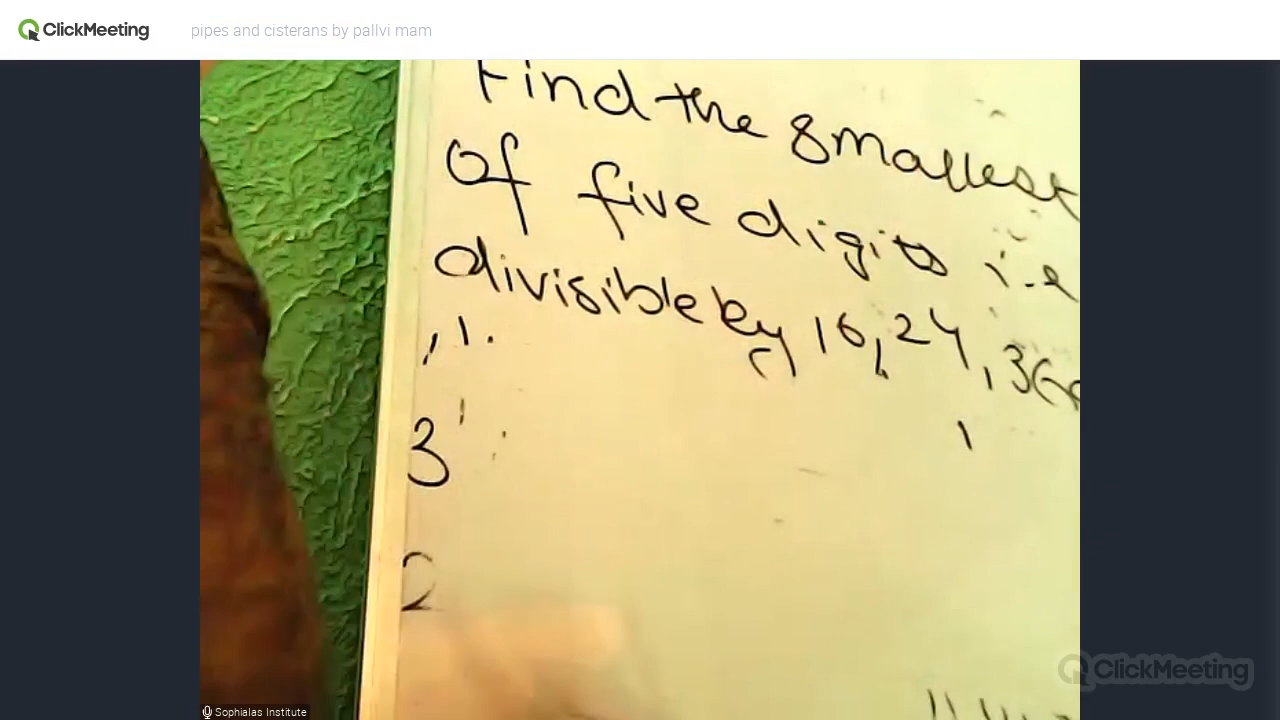 ClickMeeting pipes and cisterans by pallvi mam
Find the smallest
Of five digits i.e
divisible by 16, 24, 36
3
2
ClickMeeting
Sophialas Institute